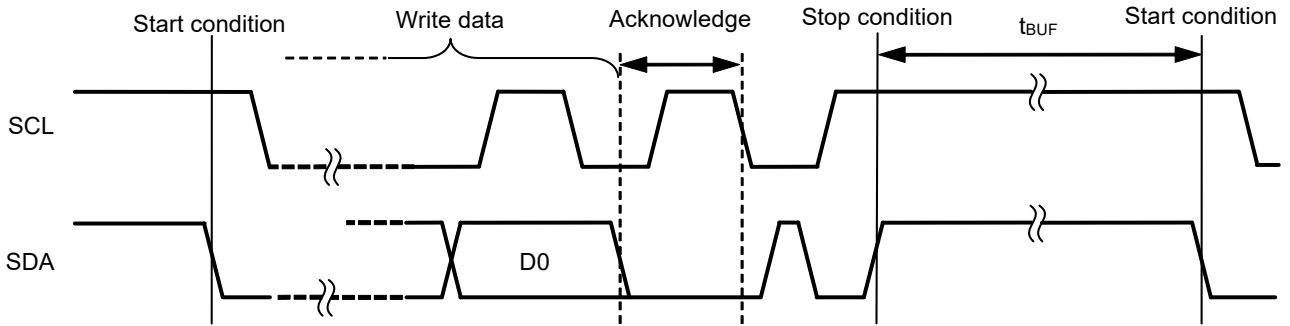 Start condition
Write data
Acknowledge
Stop condition
tBUF
Start condition
SCL
SDA
D0